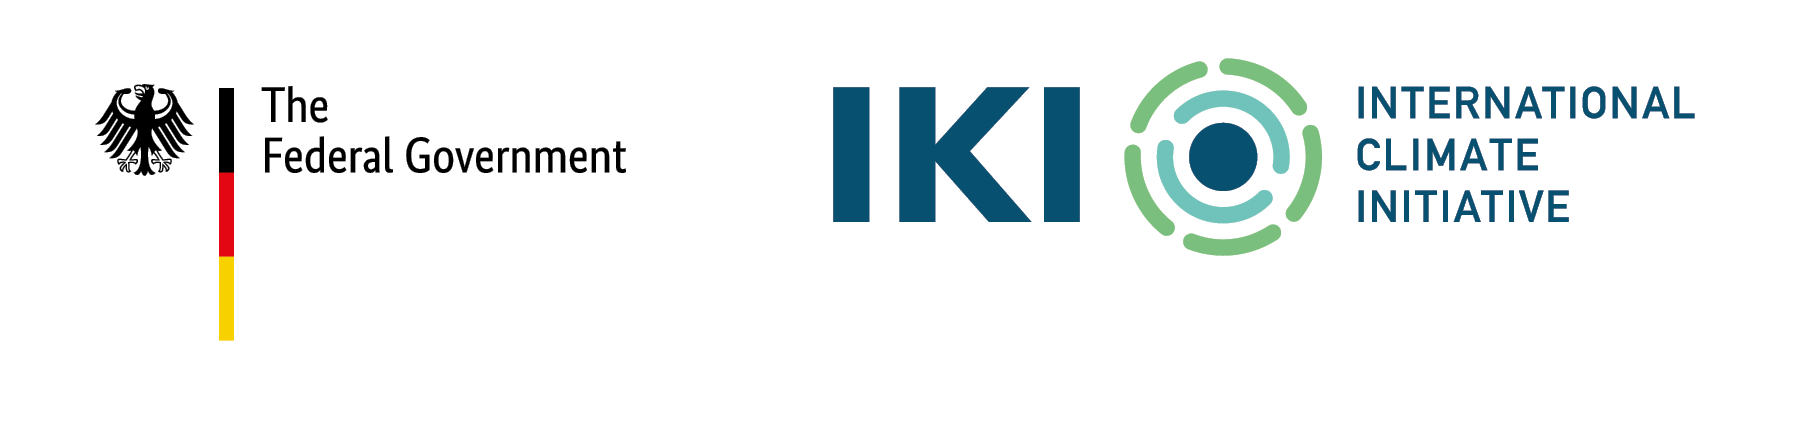 The
Federal Government
IKI
INTERNATIONAL
CLIMATE
INITIATIVE